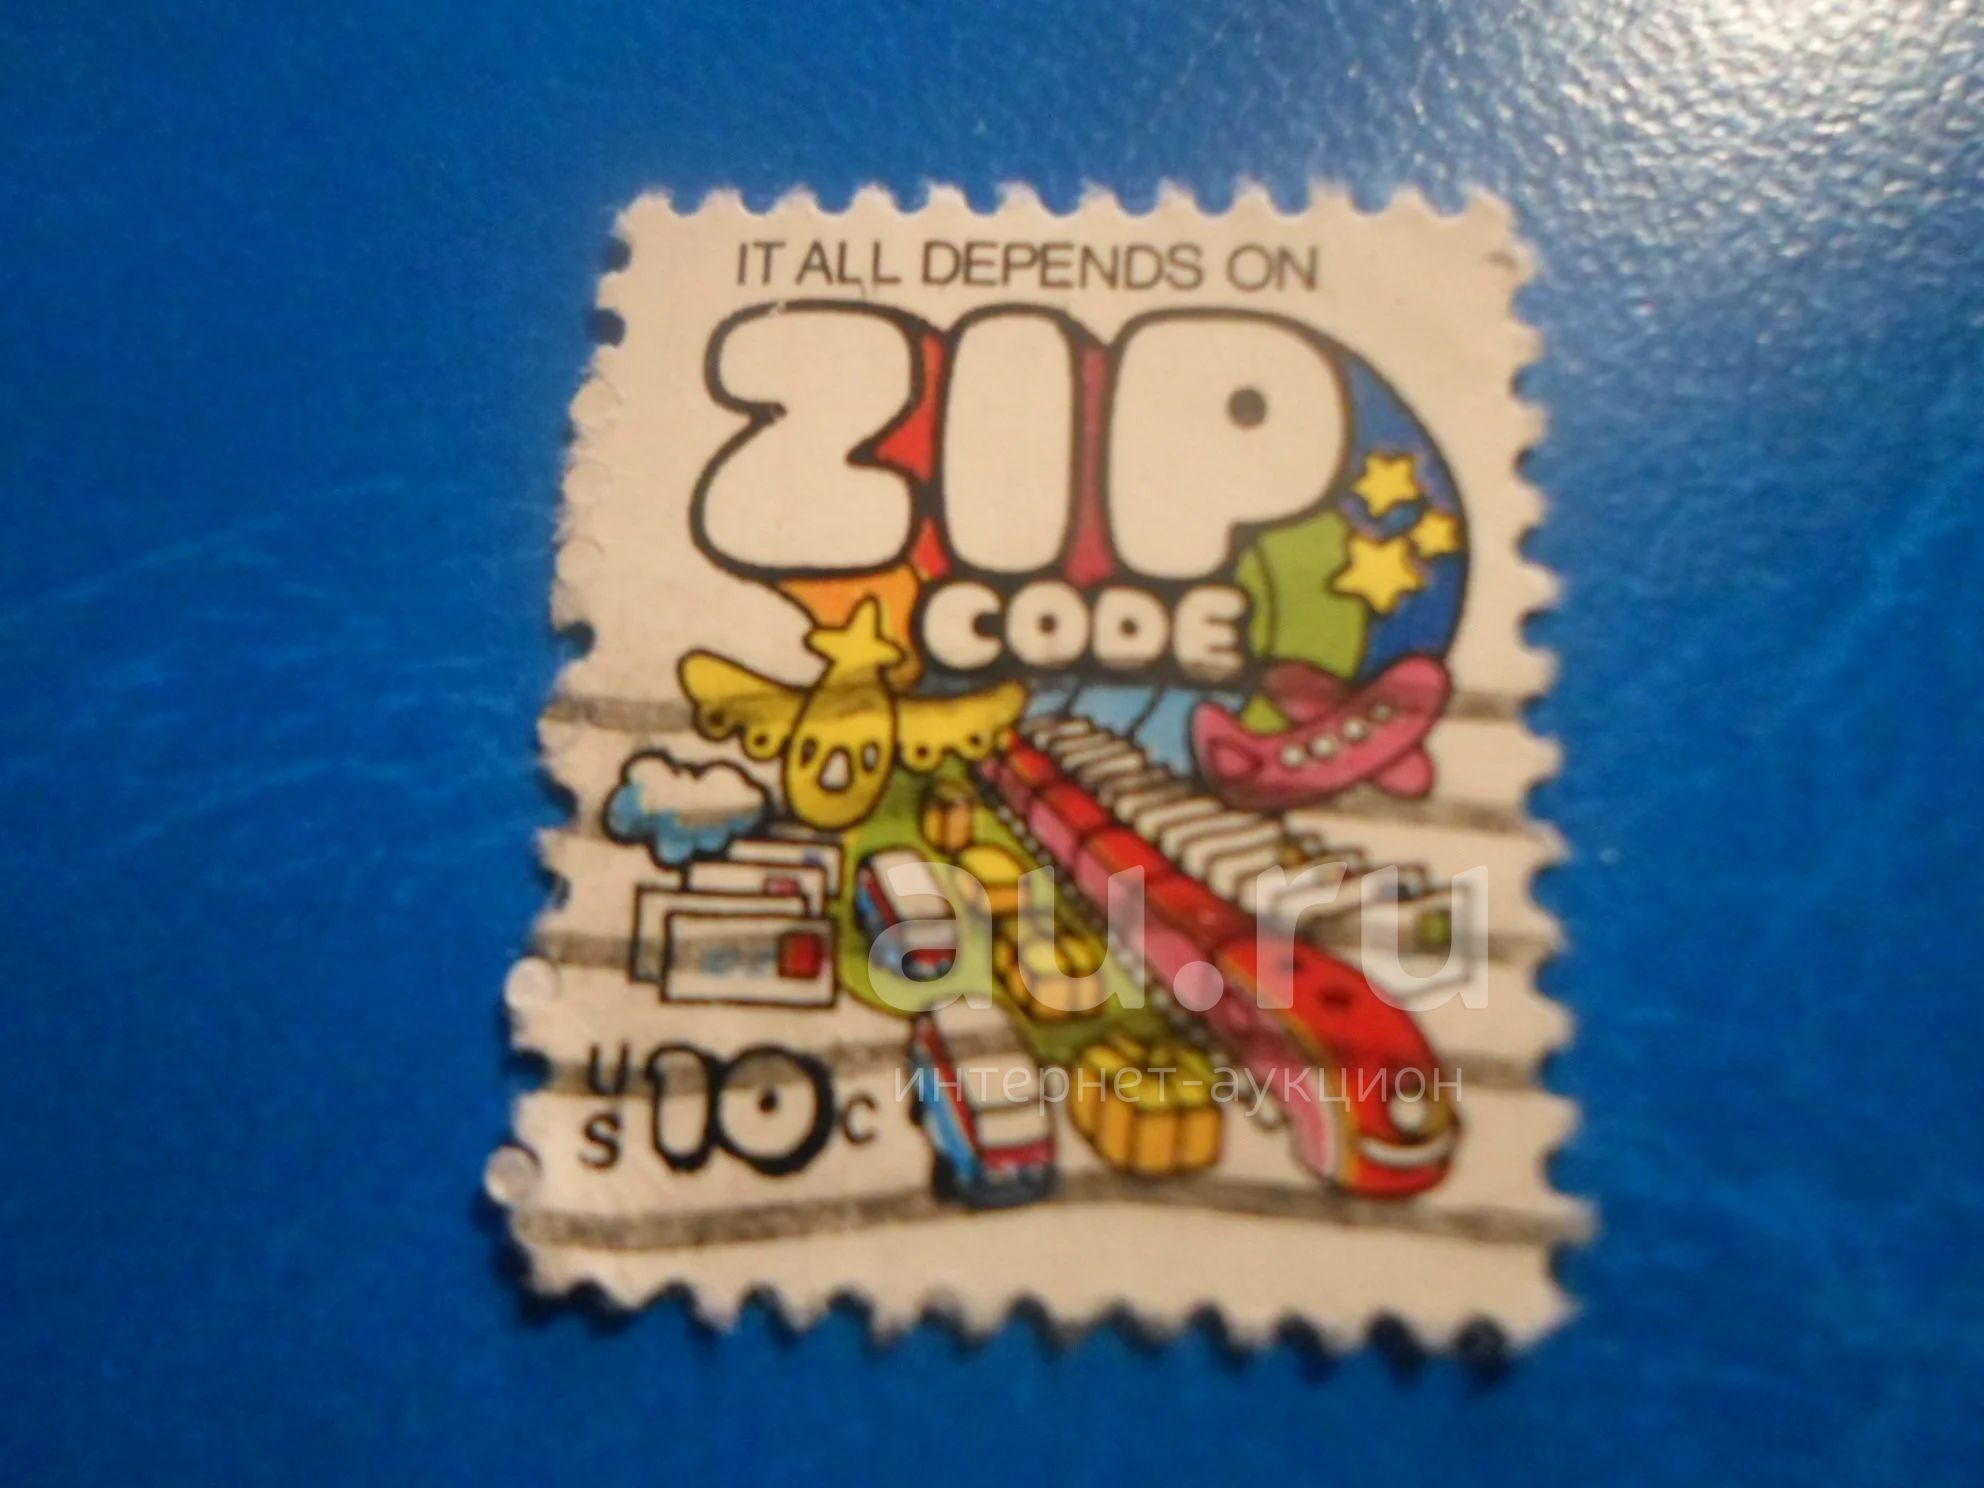 IT ALL DEPENDS ON
ZIP
CODE
au.ru
интернет-аукцион
US 10c